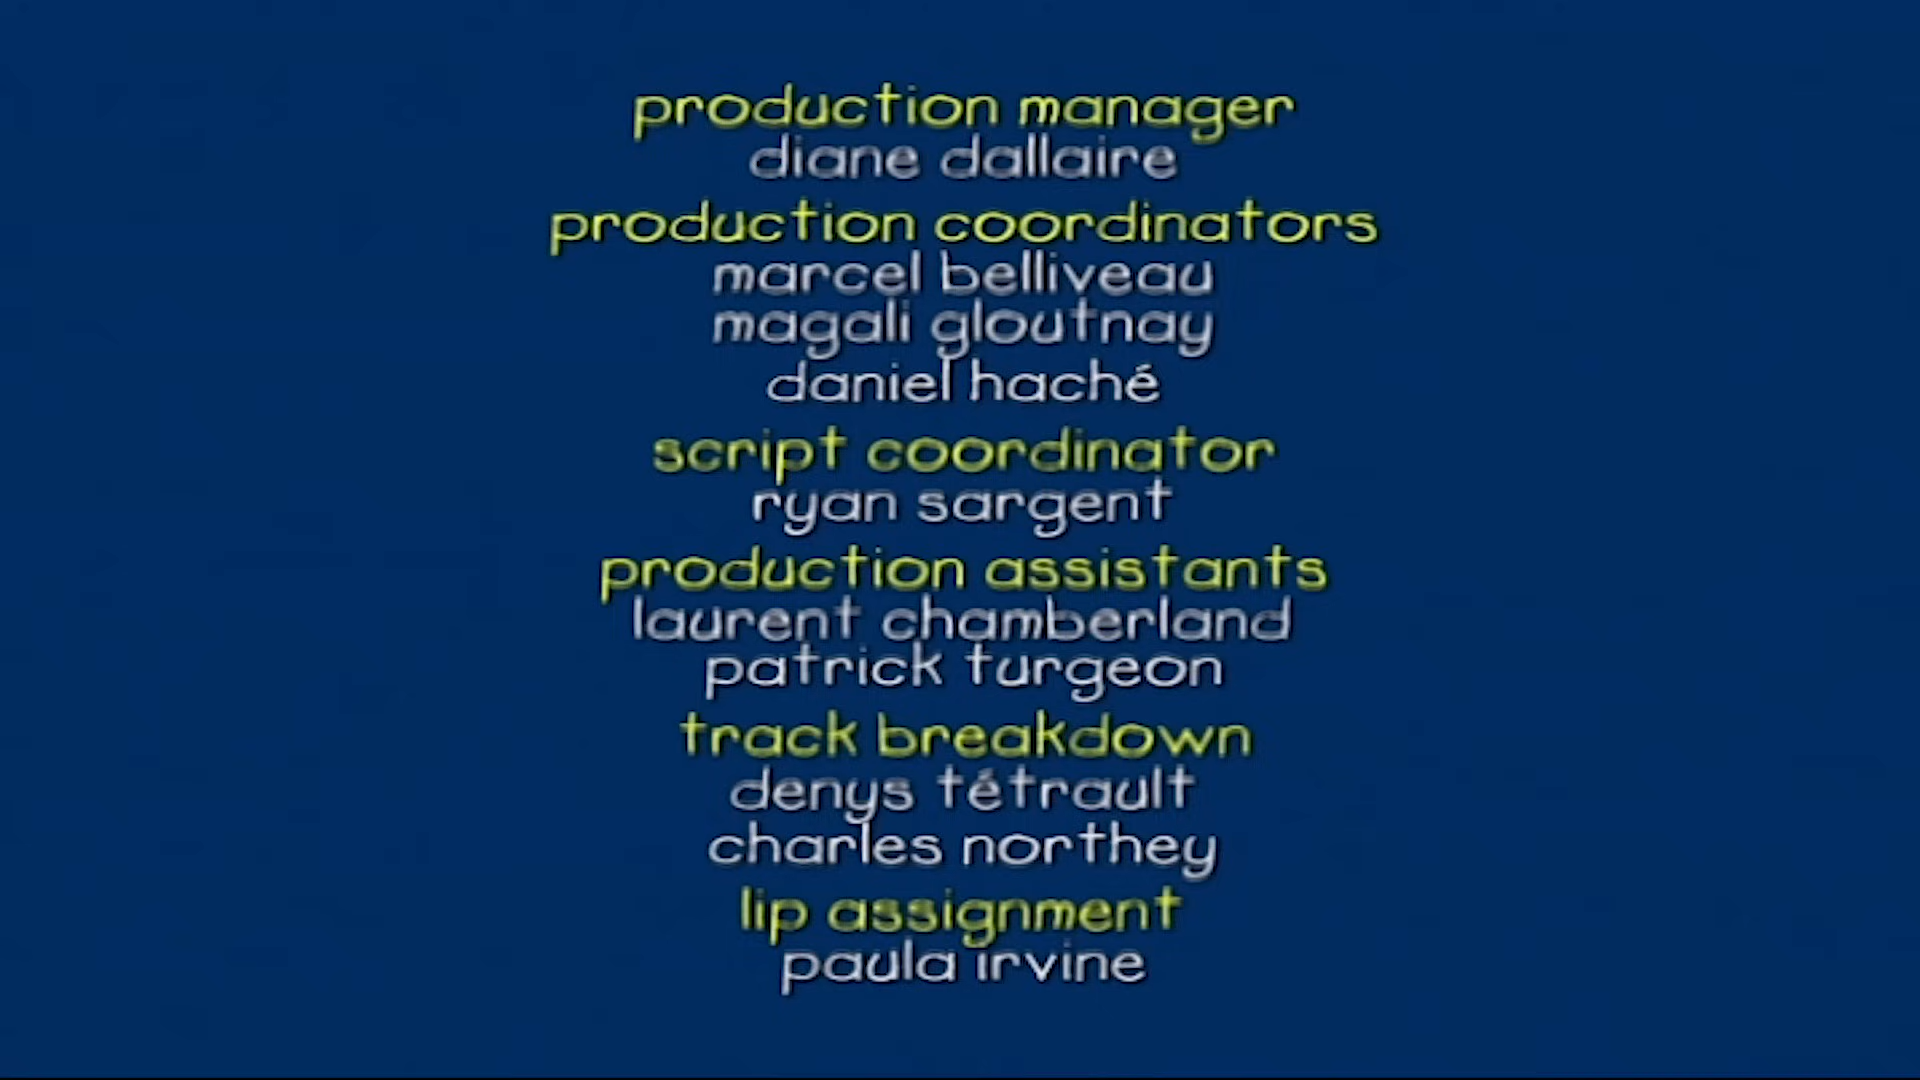 production manager
diane dallaire
production coordinators
marcel belliveau
magali gloutnay
daniel haché
script coordinator
ryan sargent
production assistants
laurent chamberland
patrick turgeon
track breakdown
denys tétrault
charles northey
lip assignment
paula irvine